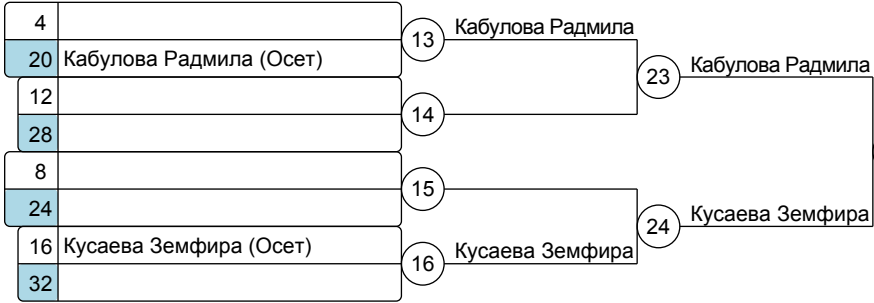 4
20 Кабулова Радмила (Осет)
13 Кабулова Радмила
23 Кабулова Радмила
12
28
14
8
24
15
24 Кусаева Земфира
16 Кусаева Земфира (Осет)
32
16 Кусаева Земфира